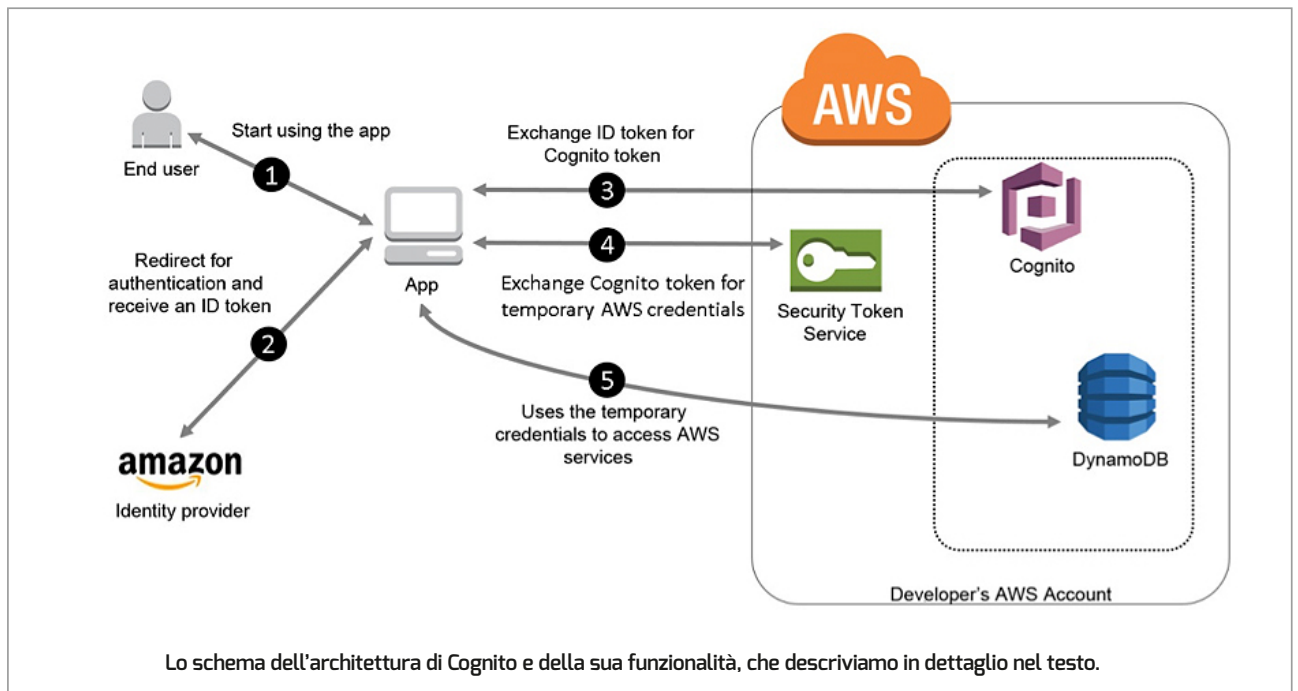 AWS
Start using the app
End user
1
Exchange ID token for
Cognito token
3
Cognito
4
Exchange Cognito token for
temporary AWS credentials
Security Token
Service
App
Redirect for
authentication and
receive an ID token
2
5
Uses the temporary
credentials to access AWS
services
DynamoDB
amazon
Identity provider
Developer's AWS Account
Lo schema dell'architettura di Cognito e della sua funzionalità, che descriviamo in dettaglio nel testo.